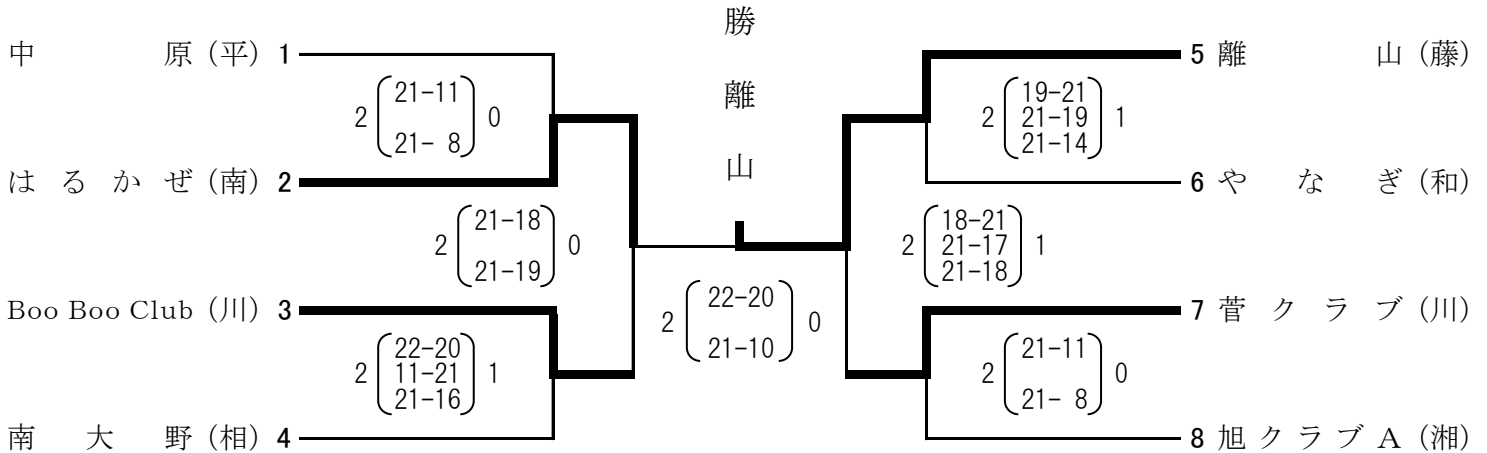 勝離山
中原（平）1
2 21-11 21- 8 0
はるかぜ（南）2
2 21-18 21-19 0
Boo Boo Club（川）3
2 22-20 11-21 21-16 1
南大野（相）4
2 22-20 21-10 0
5 離山（藤）
2 19-21 21-19 21-14 1
6 やなぎ（和）
2 18-21 21-17 21-18 1
7 菅クラブ（川）
2 21-11 21- 8 0
8 旭クラブA（湘）